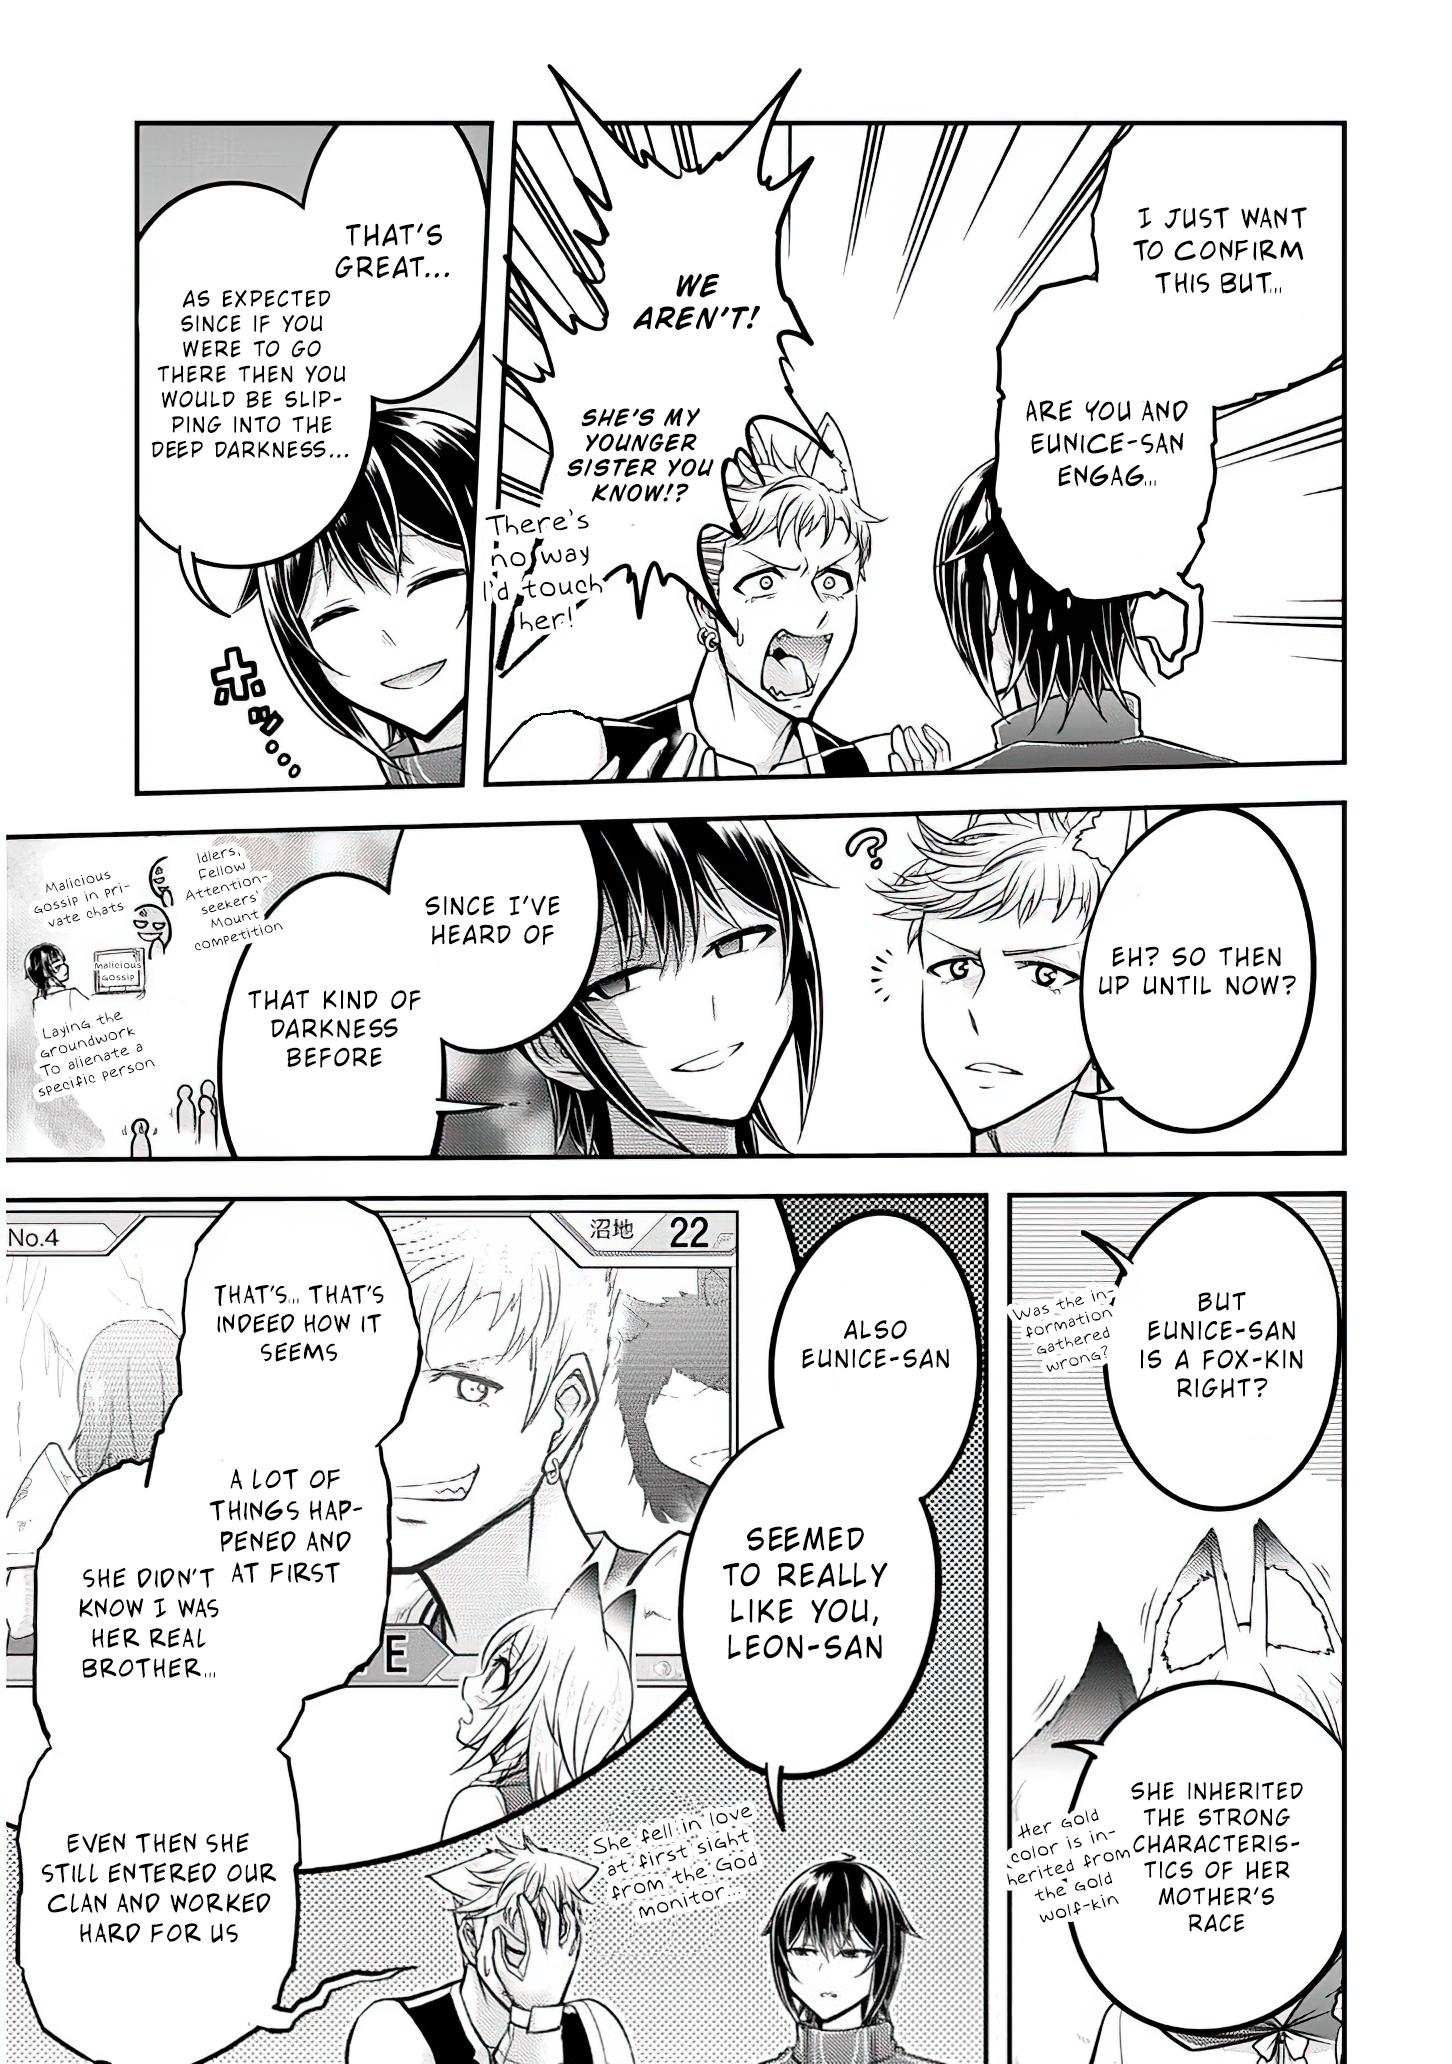 I JUST WANT
TO CONFIRM
THIS BUT...
ARE YOU AND
EUNICE-SAN
ENGAG...
WE
AREN'T!
SHE'S MY
YOUNGER
SISTER YOU
KNOW!?
There's
no way
I'd touch
her!
THAT'S
GREAT...
AS EXPECTED
SINCE IF YOU
WERE TO GO
THERE THEN YOU
WOULD BE SLIP-
PING INTO THE
DEEP DARKNESS...
ホッ...
EH? SO THEN
UP UNTIL NOW?
?
SINCE I'VE
HEARD OF
THAT KIND OF
DARKNESS
BEFORE
Idlers,
Fellow
Attention-
seekers'
Mount
competition
Malicious
Gossip in pri-
vate chats
Malicious
Gossip
Laying the
Groundwork
To alienate a
specific person
BUT
EUNICE-SAN
IS A FOX-KIN
RIGHT?
Was the in-
formation
Gathered
wrong?
SHE INHERITED
THE STRONG
CHARACTERIS-
TICS OF HER
MOTHER'S
RACE
Her Gold
color is in-
herited from
the Gold
wolf-kin
ALSO
EUNICE-SAN
SEEMED
TO REALLY
LIKE YOU,
LEON-SAN
沼地 22
No.4
E
She fell in love
at first sight
from the God
monitor...
THAT'S... THAT'S
INDEED HOW IT
SEEMS
A LOT OF
THINGS HAP-
PENED AND
AT FIRST
SHE DIDN'T
KNOW I WAS
HER REAL
BROTHER...
EVEN THEN SHE
STILL ENTERED OUR
CLAN AND WORKED
HARD FOR US